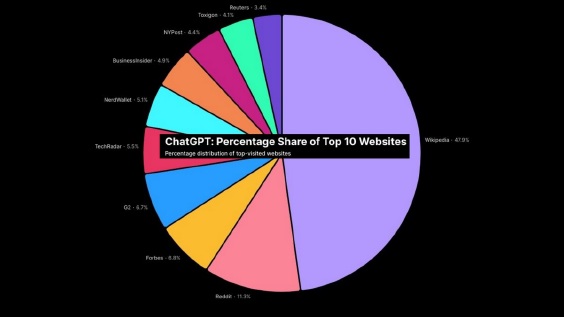 Reuters - 3.4%
Toxigon - 4.1%
NYPost - 4.4%
BusinessInsider - 4.9%
NerdWallet - 5.1%
ChatGPT: Percentage Share of Top 10 Websites
Percentage distribution of top-visited websites
Wikipedia - 47.9%
TechRadar - 5.5%
G2 - 6.7%
Forbes - 6.8%
Reddit - 11.3%